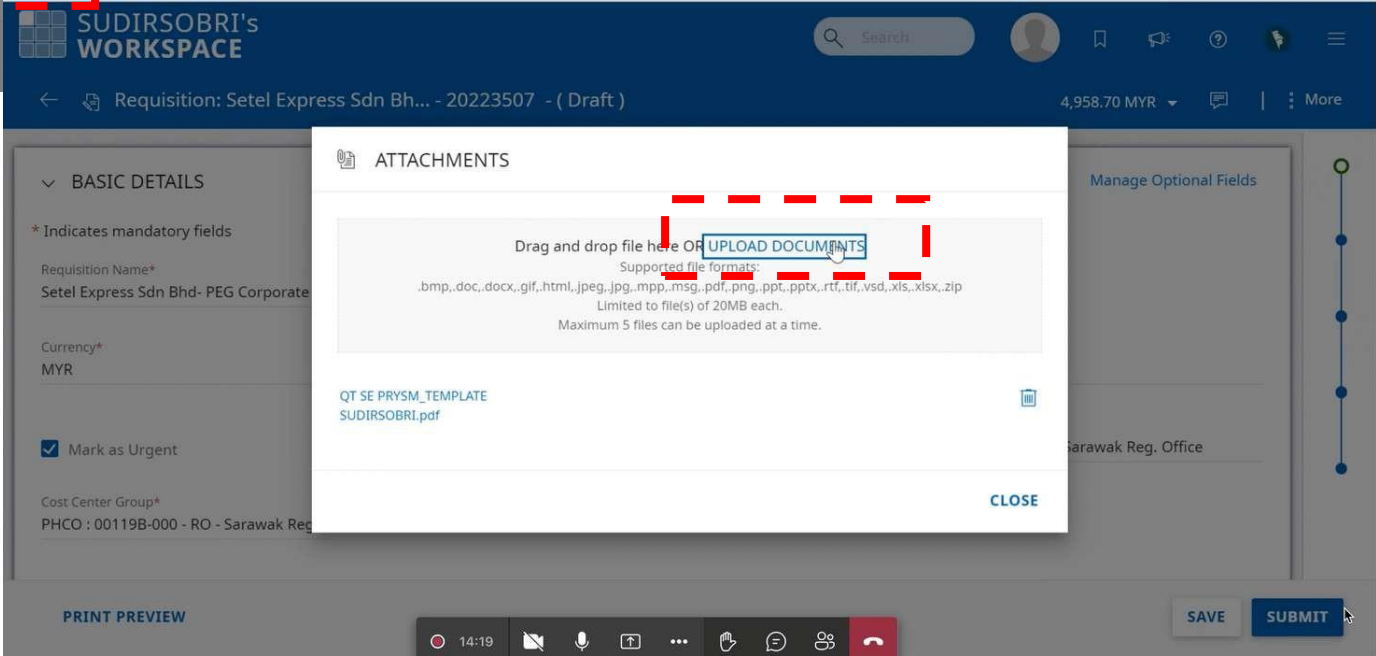 SUDIRSOBRI's
WORKSPACE
Search
Requisition: Setel Express Sdn Bh... - 20223507 - ( Draft )
4,958.70 MYR
More
ATTACHMENTS
BASIC DETAILS
Manage Optional Fields
* Indicates mandatory fields
Drag and drop file here OR UPLOAD DOCUMENTS
Supported file formats:
.bmp,.doc,.docx,.gif,.html,.jpeg,.jpg,.mpp,.msg,.pdf,.png,.ppt,.pptx,.rtf,.tif,.vsd,.xls,.xlsx,.zip
Limited to file(s) of 20MB each.
Maximum 5 files can be uploaded at a time.
Requisition Name*
Setel Express Sdn Bhd- PEG Corporate
Currency*
MYR
QT SE PRYSM_TEMPLATE
SUDIRSOBRI.pdf
Mark as Urgent
Sarawak Reg. Office
Cost Center Group*
PHCO : 00119B-000 - RO - Sarawak Reg
CLOSE
PRINT PREVIEW
SAVE
SUBMIT
14:19